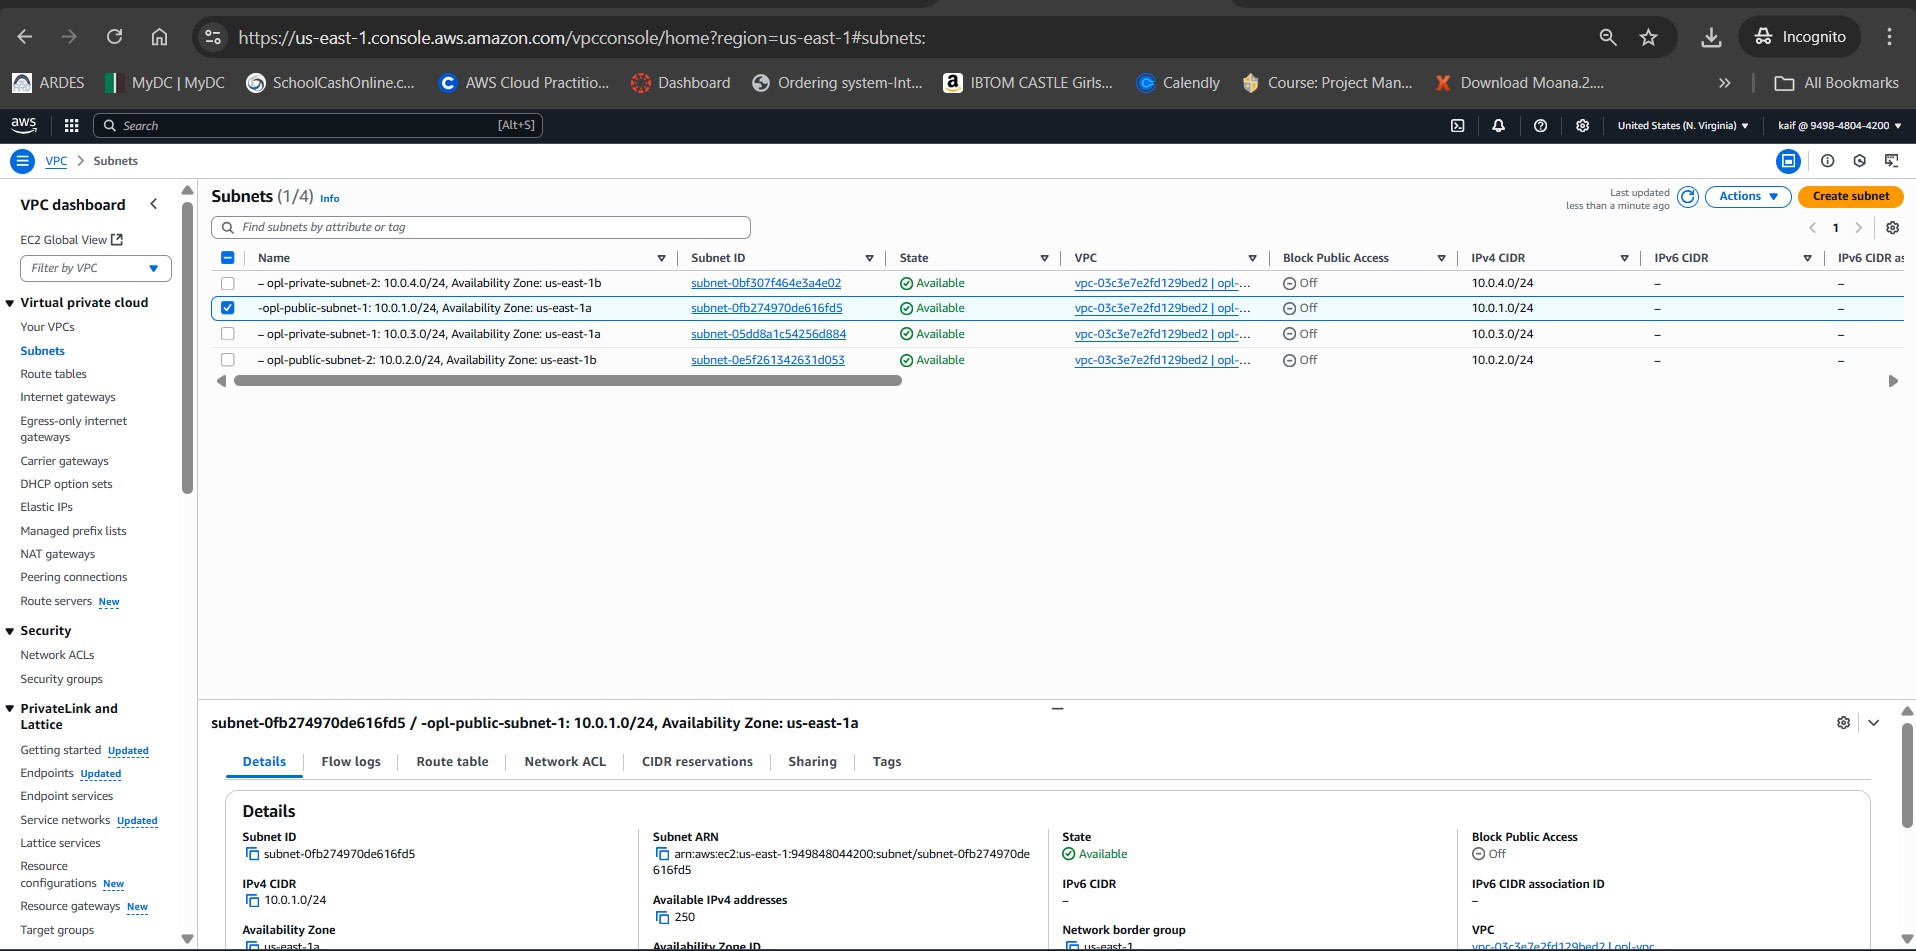 https://us-east-1.console.aws.amazon.com/vpcconsole/home?region=us-east-1#subnets:
Incognito
ARDES
MyDC | MyDC
SchoolCashOnline.c...
AWS Cloud Practitio...
Dashboard
Ordering system-Int...
IBTOM CASTLE Girls...
Calendly
Course: Project Man...
Download Moana.2....
All Bookmarks
aws
Search
[Alt+S]
United States (N. Virginia)
kaif @ 9498-4804-4200
VPC > Subnets
VPC dashboard
EC2 Global View
Filter by VPC
Virtual private cloud
Your VPCs
Subnets
Route tables
Internet gateways
Egress-only internet
gateways
Carrier gateways
DHCP option sets
Elastic IPs
Managed prefix lists
NAT gateways
Peering connections
Route servers New
Security
Network ACLs
Security groups
PrivateLink and
Lattice
Getting started Updated
Endpoints Updated
Endpoint services
Service networks Updated
Lattice services
Resource
configurations New
Resource gateways New
Target groups
Subnets (1/4) Info
Last updated
less than a minute ago
Actions
Create subnet
Find subnets by attribute or tag
1
Name Subnet ID State VPC Block Public Access IPv4 CIDR IPv6 CIDR IPv6 CIDR as
– opl-private-subnet-2: 10.0.4.0/24, Availability Zone: us-east-1b subnet-0bf307f464e3a4e02 Available vpc-03c3e7e2fd129bed2 | opl-... Off 10.0.4.0/24 – –
-opl-public-subnet-1: 10.0.1.0/24, Availability Zone: us-east-1a subnet-0fb274970de616fd5 Available vpc-03c3e7e2fd129bed2 | opl-... Off 10.0.1.0/24 – –
– opl-private-subnet-1: 10.0.3.0/24, Availability Zone: us-east-1a subnet-05dd8a1c54256d884 Available vpc-03c3e7e2fd129bed2 | opl-... Off 10.0.3.0/24 – –
– opl-public-subnet-2: 10.0.2.0/24, Availability Zone: us-east-1b subnet-0e5f261342631d053 Available vpc-03c3e7e2fd129bed2 | opl-... Off 10.0.2.0/24 – –
subnet-0fb274970de616fd5 / -opl-public-subnet-1: 10.0.1.0/24, Availability Zone: us-east-1a
Details Flow logs Route table Network ACL CIDR reservations Sharing Tags
Details
Subnet ID
subnet-0fb274970de616fd5
IPv4 CIDR
10.0.1.0/24
Availability Zone
us-east-1a
Subnet ARN
arn:aws:ec2:us-east-1:949848044200:subnet/subnet-0fb274970de
616fd5
Available IPv4 addresses
250
Availability Zone ID
State
Available
IPv6 CIDR
–
Network border group
us-east-1
Block Public Access
Off
IPv6 CIDR association ID
–
VPC
vpc-03c3e7e2fd129bed2 | opl-vpc